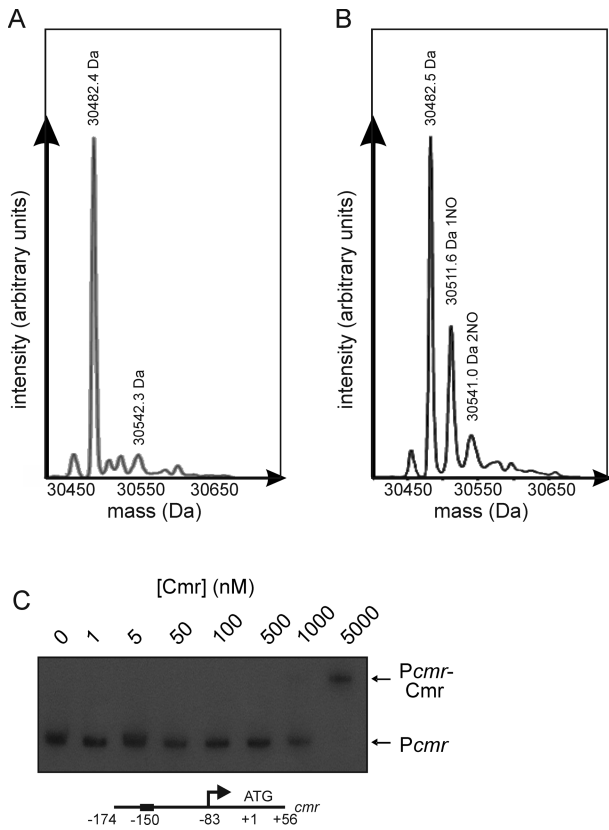 A
intensity (arbitrary units)
30482.4 Da
30542.3 Da
30450 30550 30650
mass (Da)
B
intensity (arbitrary units)
30482.5 Da
30511.6 Da 1NO
30541.0 Da 2NO
30450 30550 30650
mass (Da)
C
[Cmr] (nM)
0 1 5 50 100 500 1000 5000
Pcmr-
Cmr
Pcmr
ATG
cmr
-174 -150 -83 +1 +56